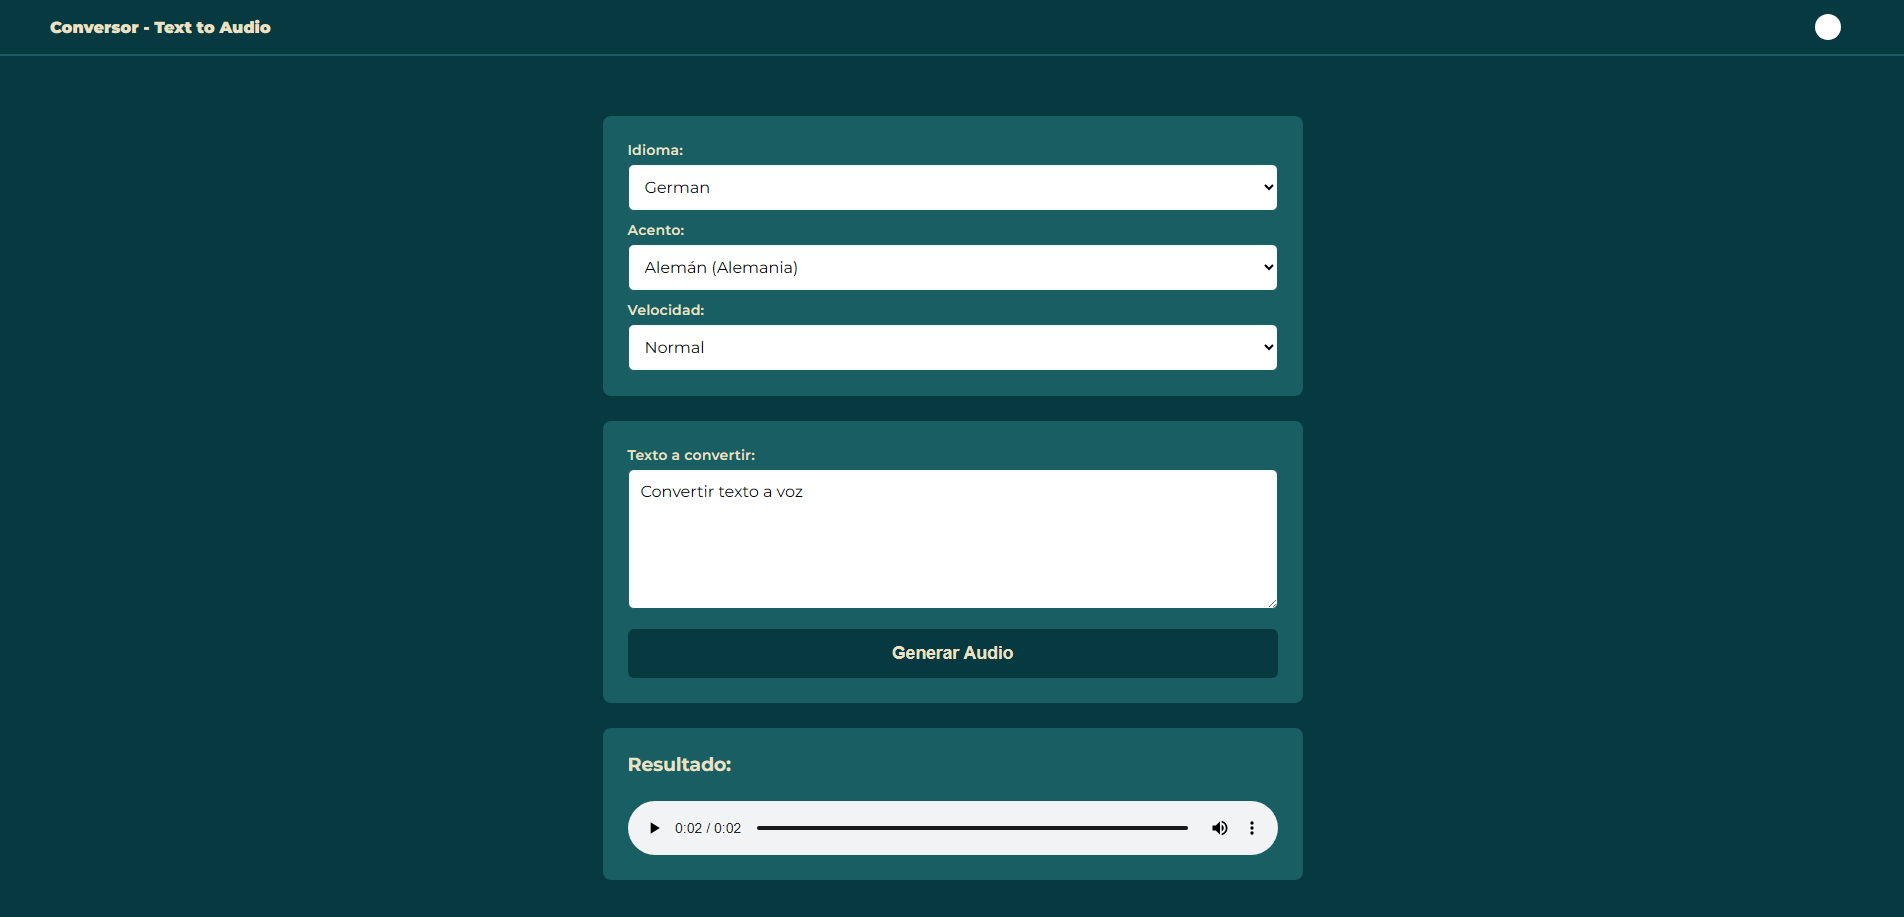 Conversor - Text to Audio
Idioma:
German
Acento:
Alemán (Alemania)
Velocidad:
Normal
Texto a convertir:
Convertir texto a voz
Generar Audio
Resultado:
0:02 / 0:02